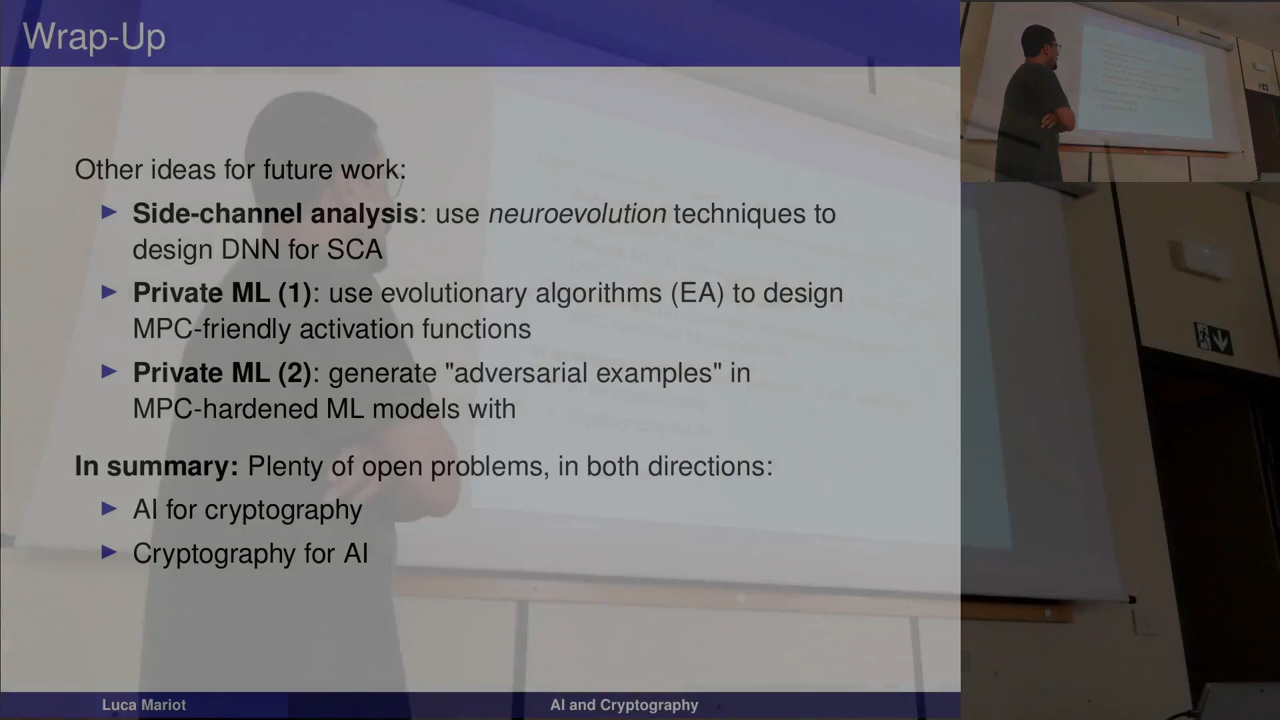 Wrap-Up
Other ideas for future work:
Side-channel analysis: use neuroevolution techniques to
design DNN for SCA
Private ML (1): use evolutionary algorithms (EA) to design
MPC-friendly activation functions
Private ML (2): generate "adversarial examples" in
MPC-hardened ML models with
In summary: Plenty of open problems, in both directions:
AI for cryptography
Cryptography for AI
Luca Mariot
AI and Cryptography